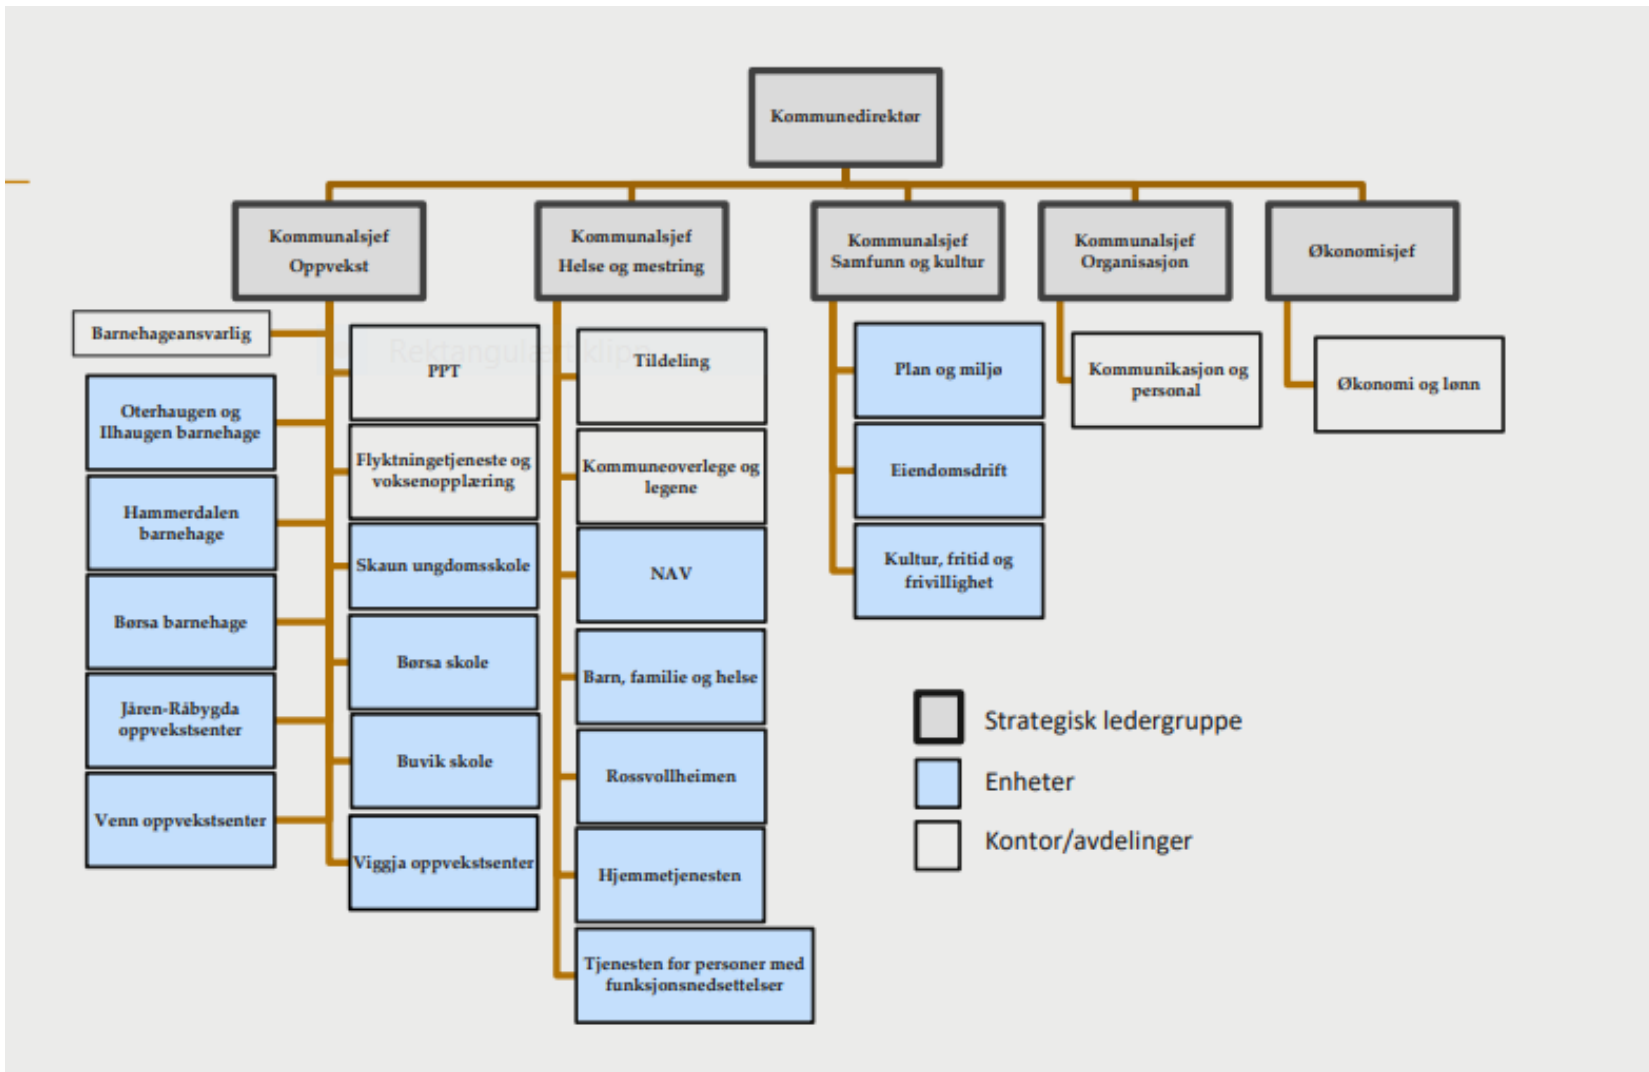 Kommunedirektør
Kommunalsjef
Oppvekst
Kommunalsjef
Helse og mestring
Kommunalsjef
Samfunn og kultur
Kommunalsjef
Organisasjon
Økonomisjef
Barnehageansvarlig
Oterhaugen og
Ilhaugen barnehage
Hammerdalen
barnehage
Børsa barnehage
Jåren-Råbygda
oppvekstsenter
Venn oppvekstsenter
PPT
Flyktningetjeneste og
voksenopplæring
Skaun ungdomsskole
Børsa skole
Buvik skole
Viggja oppvekstsenter
Rektangulært klipp
Tildeling
Kommuneoverlege og
legene
NAV
Barn, familie og helse
Rossvollheimen
Hjemmetjenesten
Tjenesten for personer med
funksjonsnedsettelser
Plan og miljø
Eiendomsdrift
Kultur, fritid og
frivillighet
Kommunikasjon og
personal
Økonomi og lønn
Strategisk ledergruppe
Enheter
Kontor/avdelinger